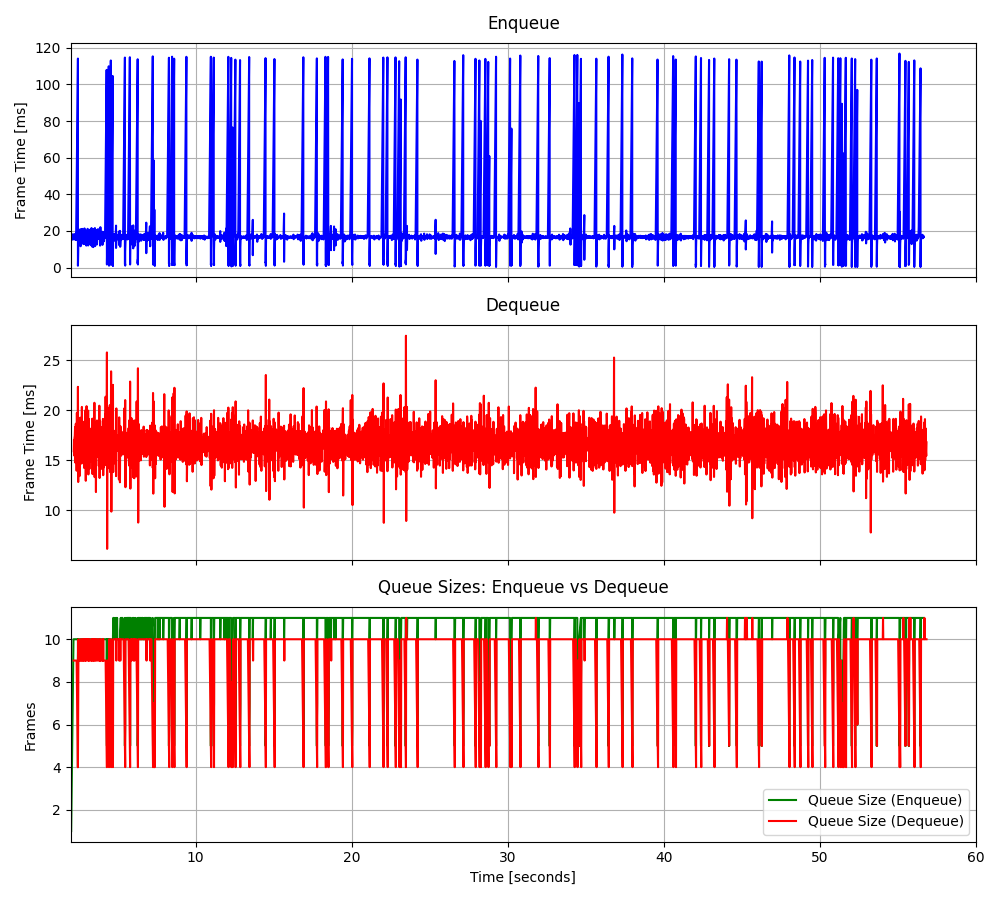 Enqueue
120
100
80
60
40
20
0
Frame Time [ms]
Dequeue
25
20
15
10
Frame Time [ms]
Queue Sizes: Enqueue vs Dequeue
10
8
6
4
2
Frames
Queue Size (Enqueue)
Queue Size (Dequeue)
10 20 30 40 50 60
Time [seconds]